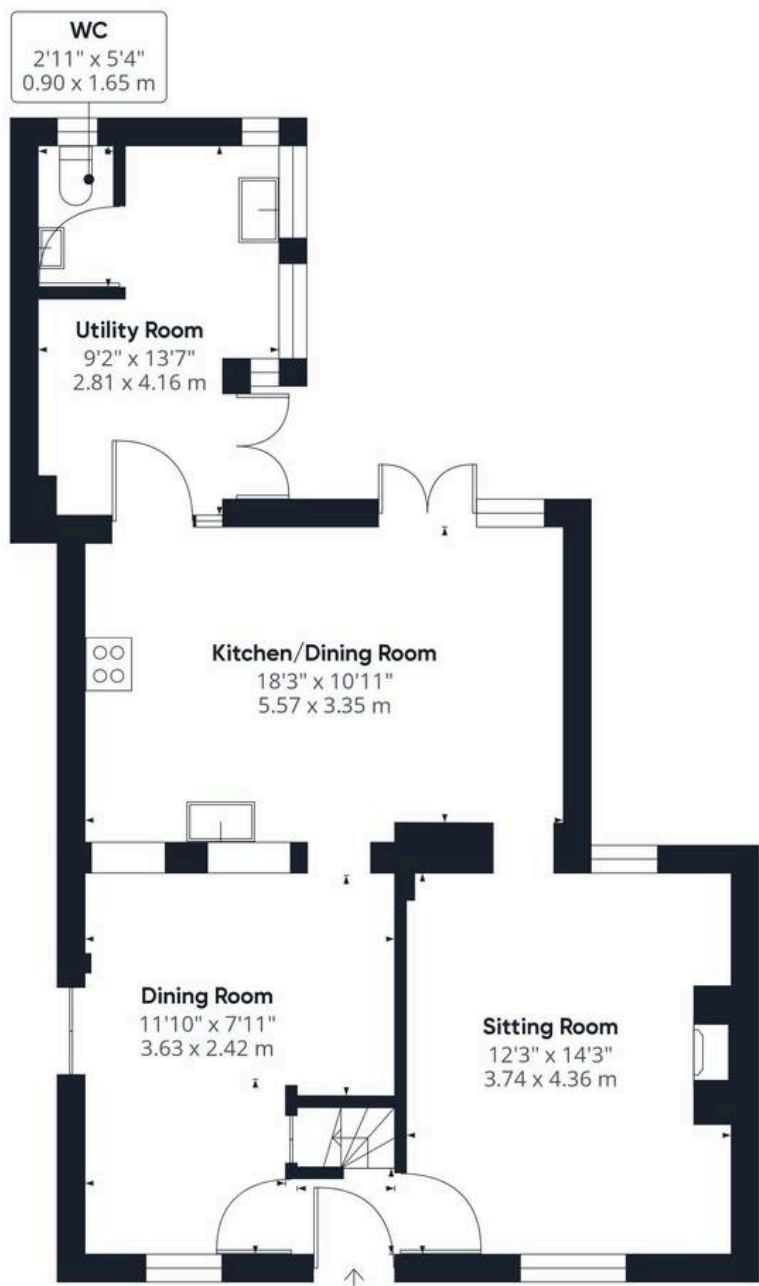 WC
2'11" x 5'4"
0.90 x 1.65 m
Utility Room
9'2" x 13'7"
2.81 x 4.16 m
Kitchen/Dining Room
18'3" x 10'11"
5.57 x 3.35 m
Dining Room
11'10" x 7'11"
3.63 x 2.42 m
Sitting Room
12'3" x 14'3"
3.74 x 4.36 m